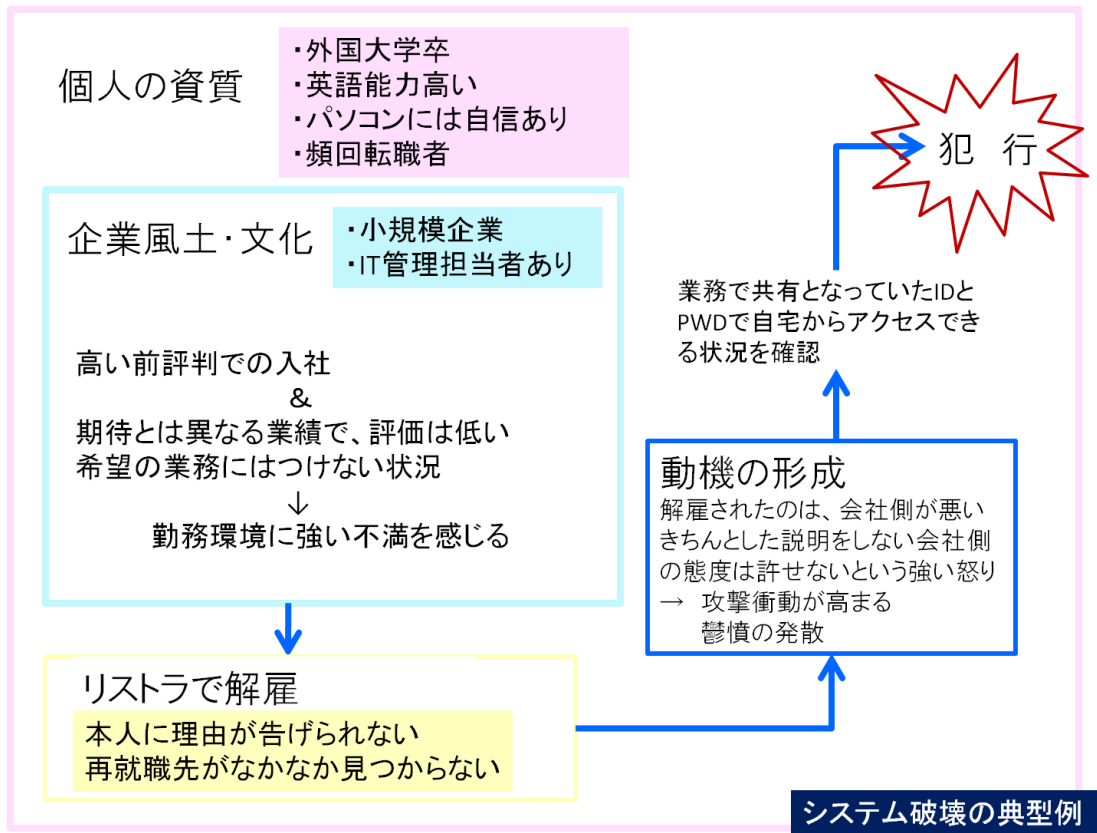 個人の資質
・外国大学卒
・英語能力高い
・パソコンには自信あり
・頻回転職者
企業風土・文化
・小規模企業
・IT管理担当者あり
高い前評判での入社
&
期待とは異なる業績で、評価は低い
希望の業務にはつけない状況
↓
勤務環境に強い不満を感じる
リストラで解雇
本人に理由が告げられない
再就職先がなかなか見つからない
動機の形成
解雇されたのは、会社側が悪い
きちんとした説明をしない会社側
の態度は許せないという強い怒り
→ 攻撃衝動が高まる
鬱憤の発散
業務で共有となっていたIDと
PWDで自宅からアクセスでき
る状況を確認
犯 行
システム破壊の典型例